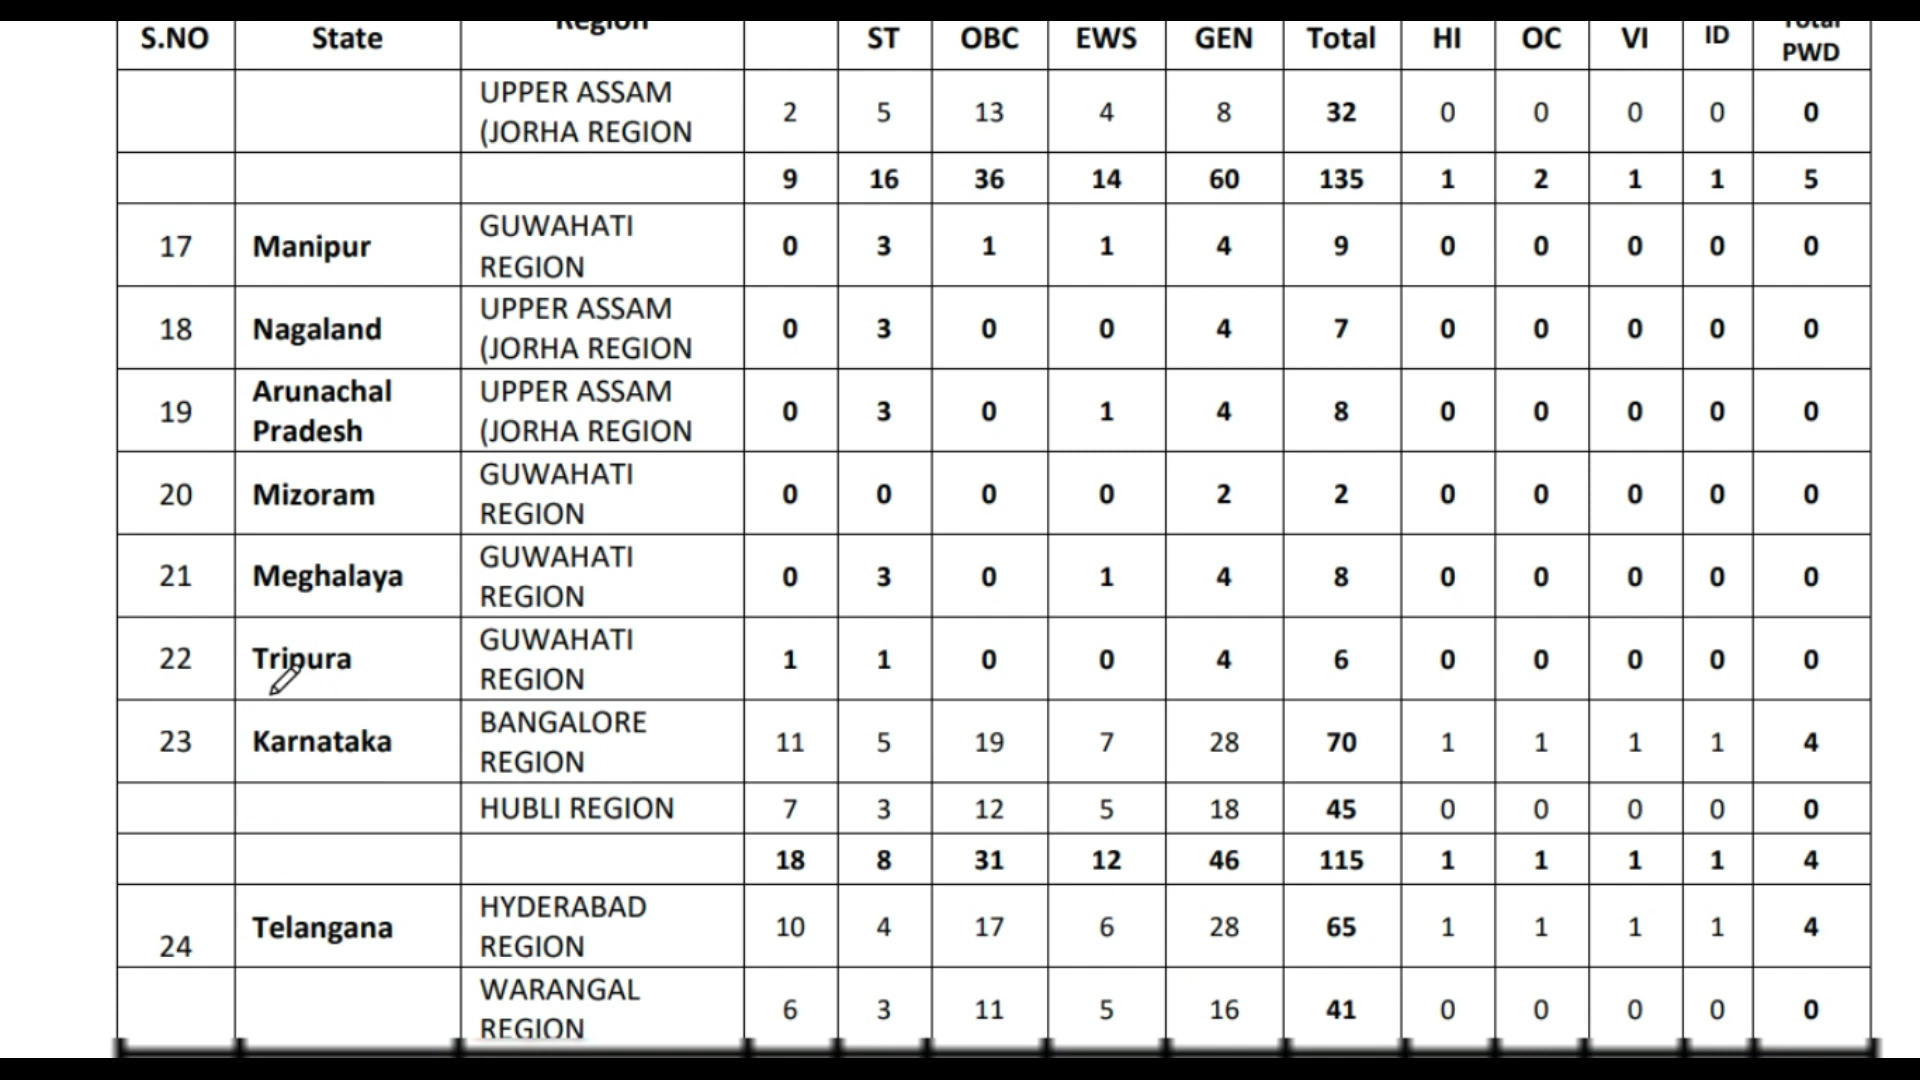 S.NO State Region ST OBC EWS GEN Total HI OC VI ID Total PWD
UPPER ASSAM
(JORHA REGION 2 5 13 4 8 32 0 0 0 0 0
9 16 36 14 60 135 1 2 1 1 5
17 Manipur GUWAHATI
REGION 0 3 1 1 4 9 0 0 0 0 0
18 Nagaland UPPER ASSAM
(JORHA REGION 0 3 0 0 4 7 0 0 0 0 0
19 Arunachal
Pradesh UPPER ASSAM
(JORHA REGION 0 3 0 1 4 8 0 0 0 0 0
20 Mizoram GUWAHATI
REGION 0 0 0 0 2 2 0 0 0 0 0
21 Meghalaya GUWAHATI
REGION 0 3 0 1 4 8 0 0 0 0 0
22 Tripura GUWAHATI
REGION 1 1 0 0 4 6 0 0 0 0 0
23 Karnataka BANGALORE
REGION 11 5 19 7 28 70 1 1 1 1 4
HUBLI REGION 7 3 12 5 18 45 0 0 0 0 0
18 8 31 12 46 115 1 1 1 1 4
24 Telangana HYDERABAD
REGION 10 4 17 6 28 65 1 1 1 1 4
WARANGAL
REGION 6 3 11 5 16 41 0 0 0 0 0